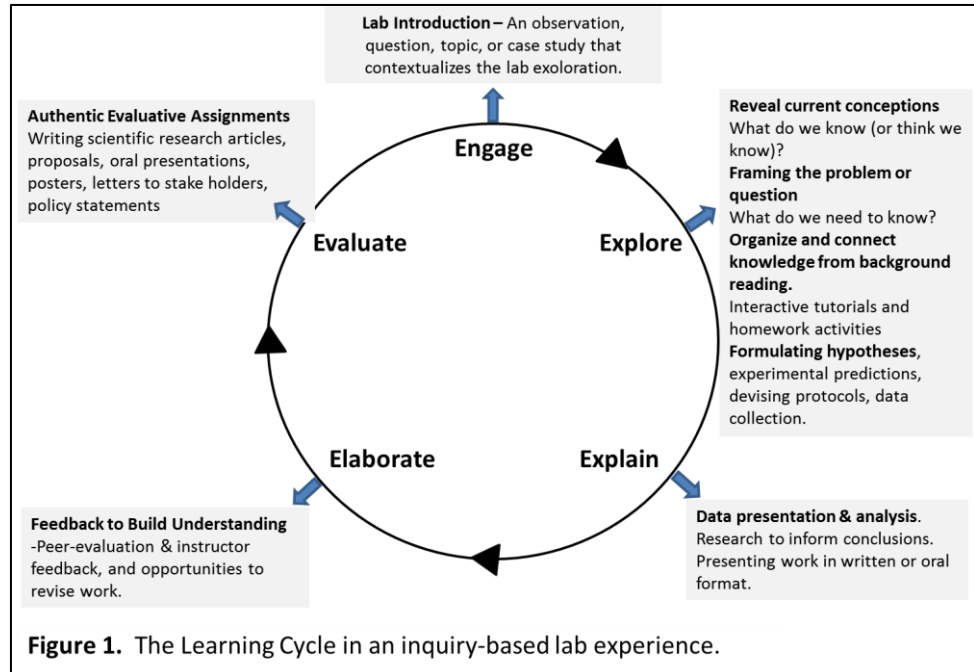 Lab Introduction – An observation,
question, topic, or case study that
contextualizes the lab exoloration.
Engage
Reveal current conceptions
What do we know (or think we
know)?
Framing the problem or
question
What do we need to know?
Organize and connect
knowledge from background
reading.
Interactive tutorials and
homework activities
Formulating hypotheses,
experimental predictions,
devising protocols, data
collection.
Explore
Explain
Data presentation & analysis.
Research to inform conclusions.
Presenting work in written or oral
format.
Elaborate
Feedback to Build Understanding
-Peer-evaluation & instructor
feedback, and opportunities to
revise work.
Evaluate
Authentic Evaluative Assignments
Writing scientific research articles,
proposals, oral presentations,
posters, letters to stake holders,
policy statements
Figure 1. The Learning Cycle in an inquiry-based lab experience.